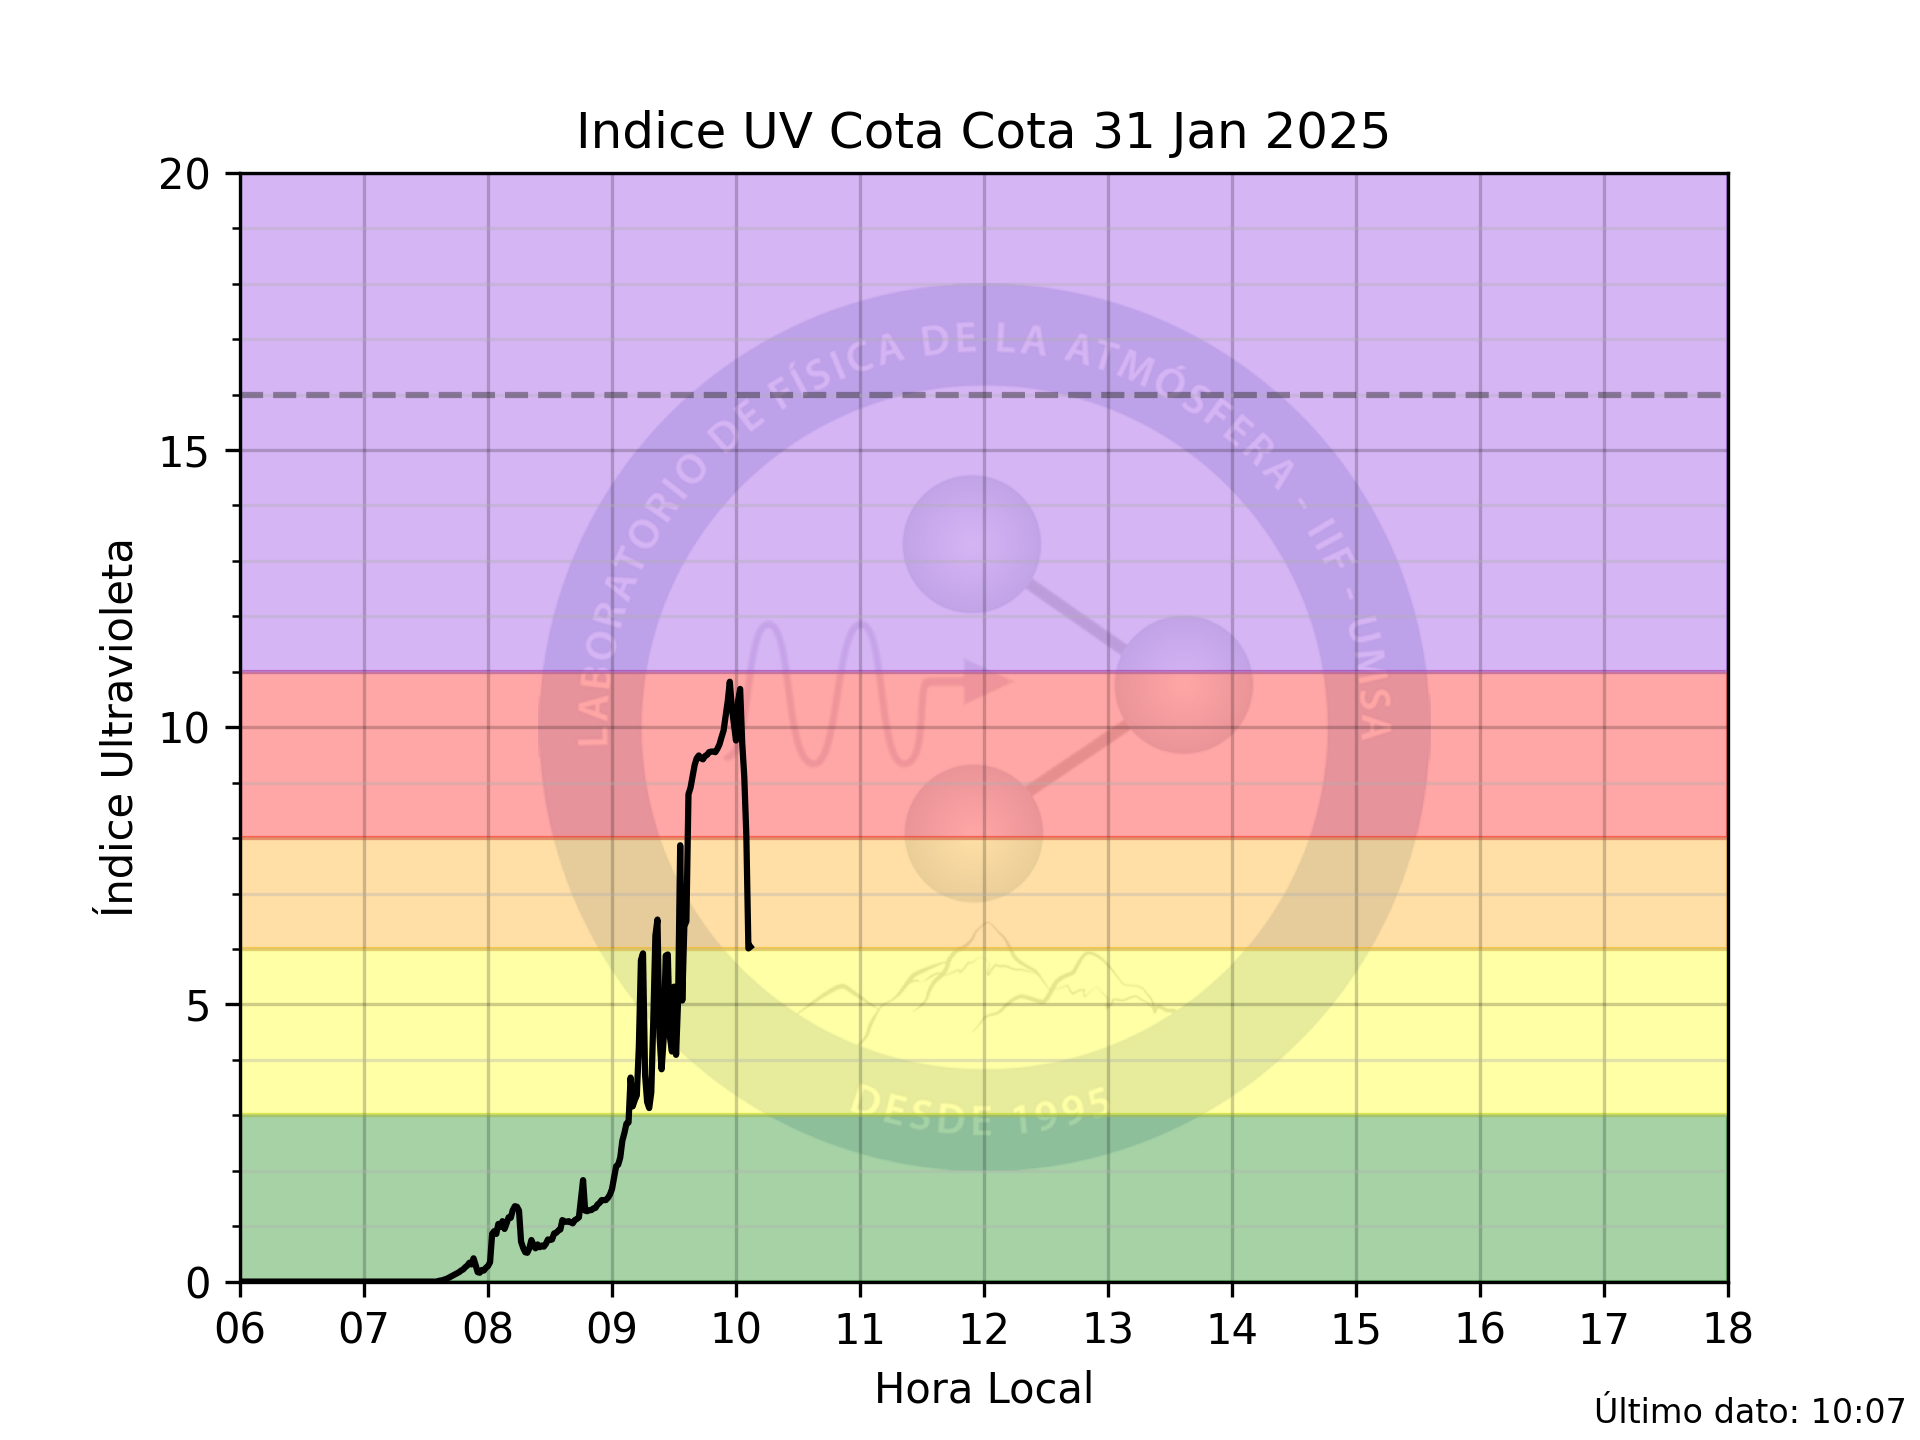 Indice UV Cota Cota 31 Jan 2025
20
15
10
5
0
Índice Ultravioleta
LABORATORIO DE FÍSICA DE LA ATMÓSFERA - IIF - UMSA
DESDE 1995
06 07 08 09 10 11 12 13 14 15 16 17 18
Hora Local
Último dato: 10:07